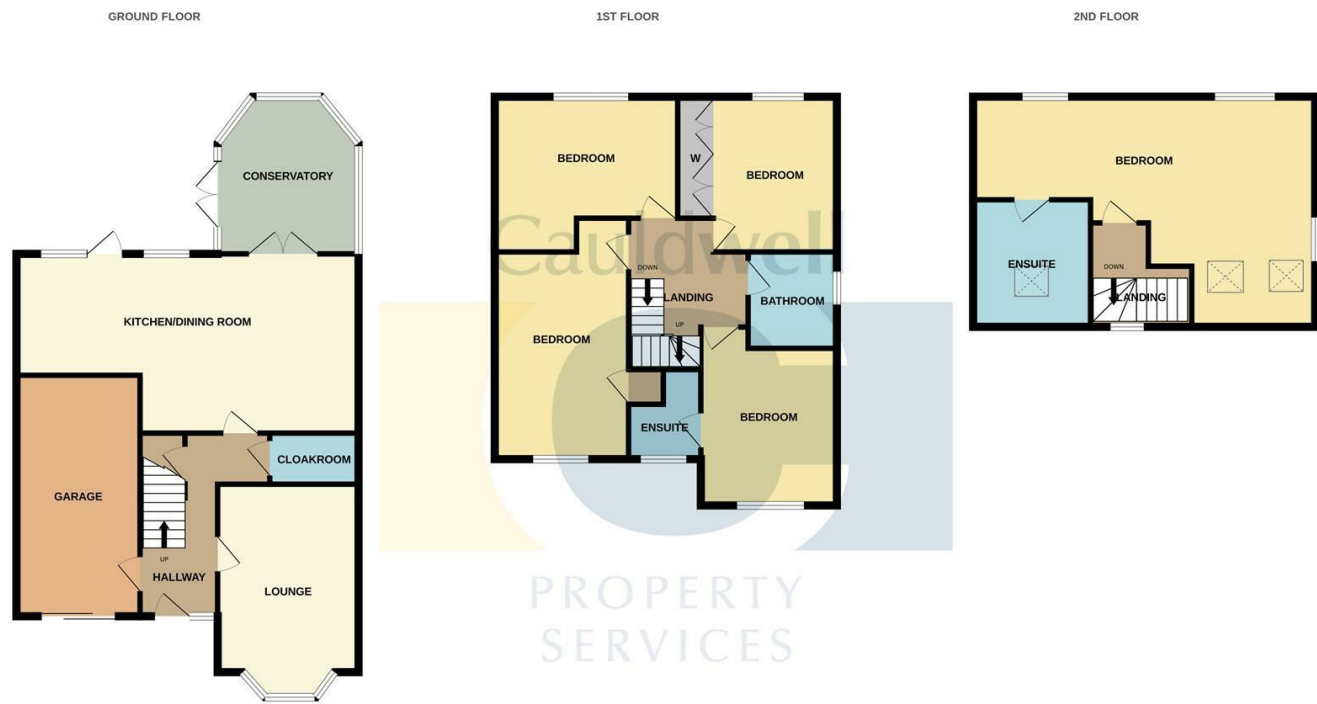 GROUND FLOOR
CONSERVATORY
KITCHEN/DINING ROOM
CLOAKROOM
GARAGE
UP
HALLWAY
LOUNGE
1ST FLOOR
BEDROOM
W
BEDROOM
Cauldwell
DOWN
LANDING
BATHROOM
UP
BEDROOM
BEDROOM
ENSUITE
PROPERTY
SERVICES
2ND FLOOR
BEDROOM
ENSUITE
DOWN
LANDING